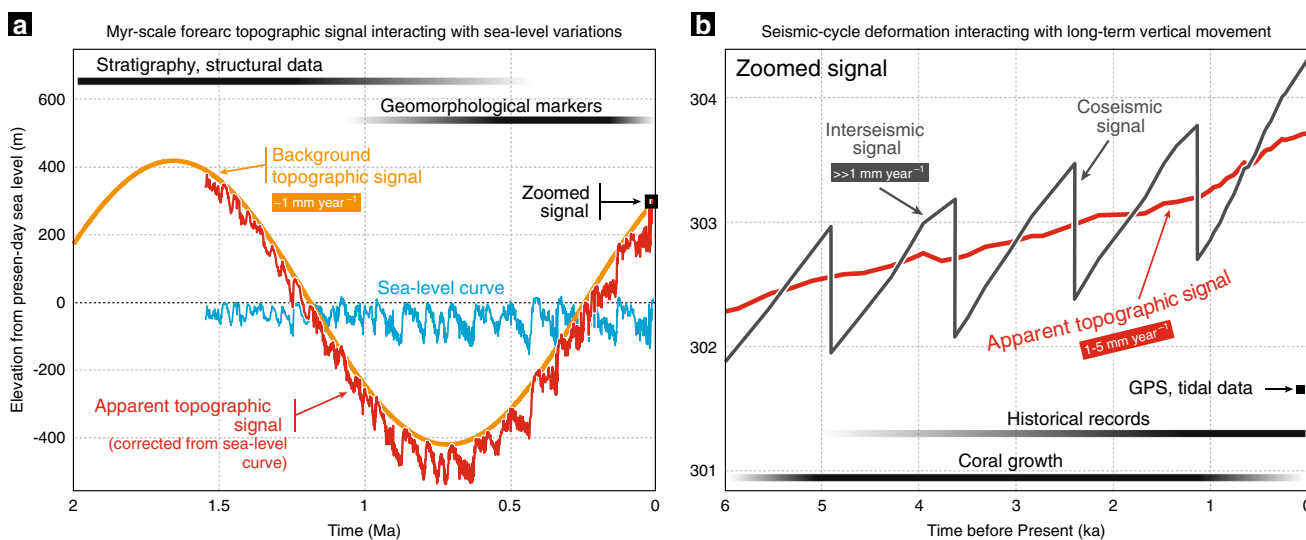 a
Myr-scale forearc topographic signal interacting with sea-level variations
Stratigraphy, structural data
Geomorphological markers
Background
topographic signal
~1 mm year⁻¹
Zoomed
signal
Sea-level curve
Apparent topographic
signal
(corrected from sea-level
curve)
Elevation from presen-day sea level (m)
600
400
200
0
-200
-400
2
1.5
1
0.5
0
Time (Ma)
b
Seismic-cycle deformation interacting with long-term vertical movement
Zoomed signal
Interseismic
signal
>>1 mm year⁻¹
Coseismic
signal
Apparent topographic signal
1-5 mm year⁻¹
GPS, tidal data
Historical records
Coral growth
304
303
302
301
6
5
4
3
2
1
0
Time before Present (ka)